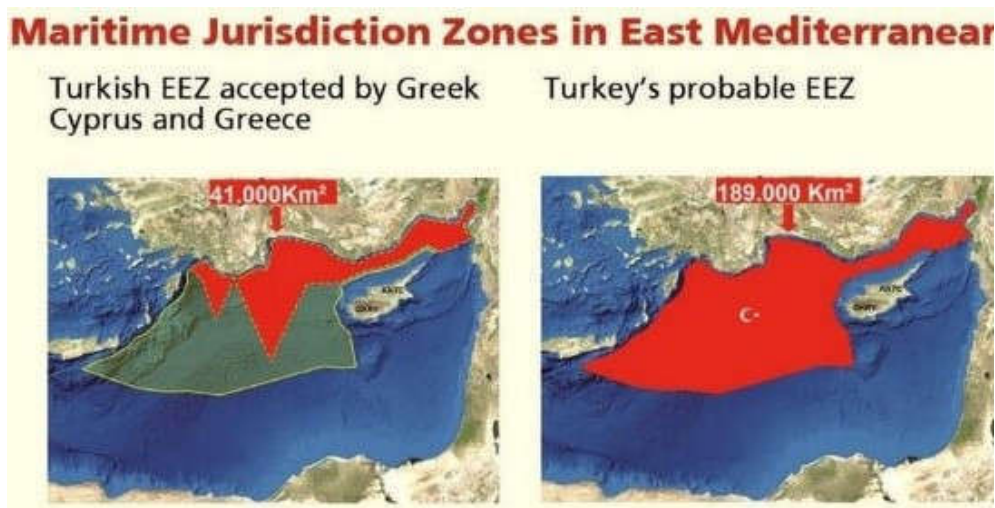 Maritime Jurisdiction Zones in East Mediterranean
Turkish EEZ accepted by Greek
Cyprus and Greece
Turkey's probable EEZ
41.000Km²
189.000 Km²